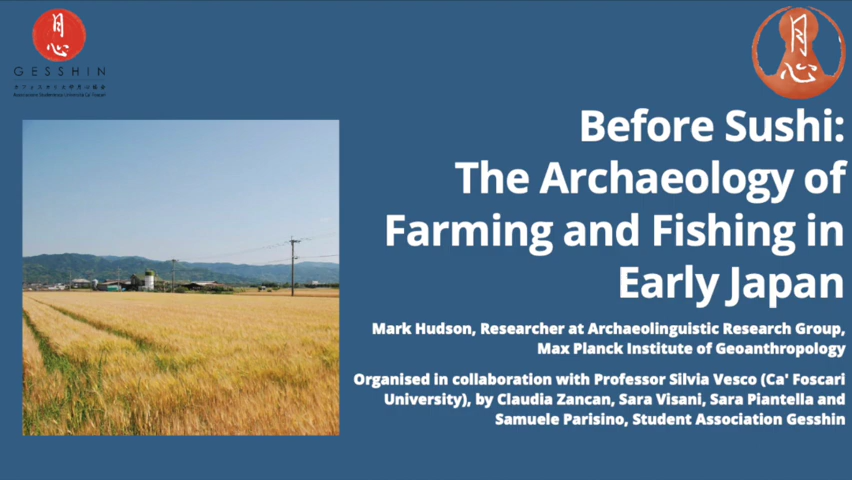 月
心
GESSHIN
月
心
Before Sushi:
The Archaeology of
Farming and Fishing in
Early Japan
Mark Hudson, Researcher at Archaeolinguistic Research Group,
Max Planck Institute of Geoanthropology
Organised in collaboration with Professor Silvia Vesco (Ca' Foscari
University), by Claudia Zancan, Sara Visani, Sara Piantella and
Samuele Parisino, Student Association Gesshin